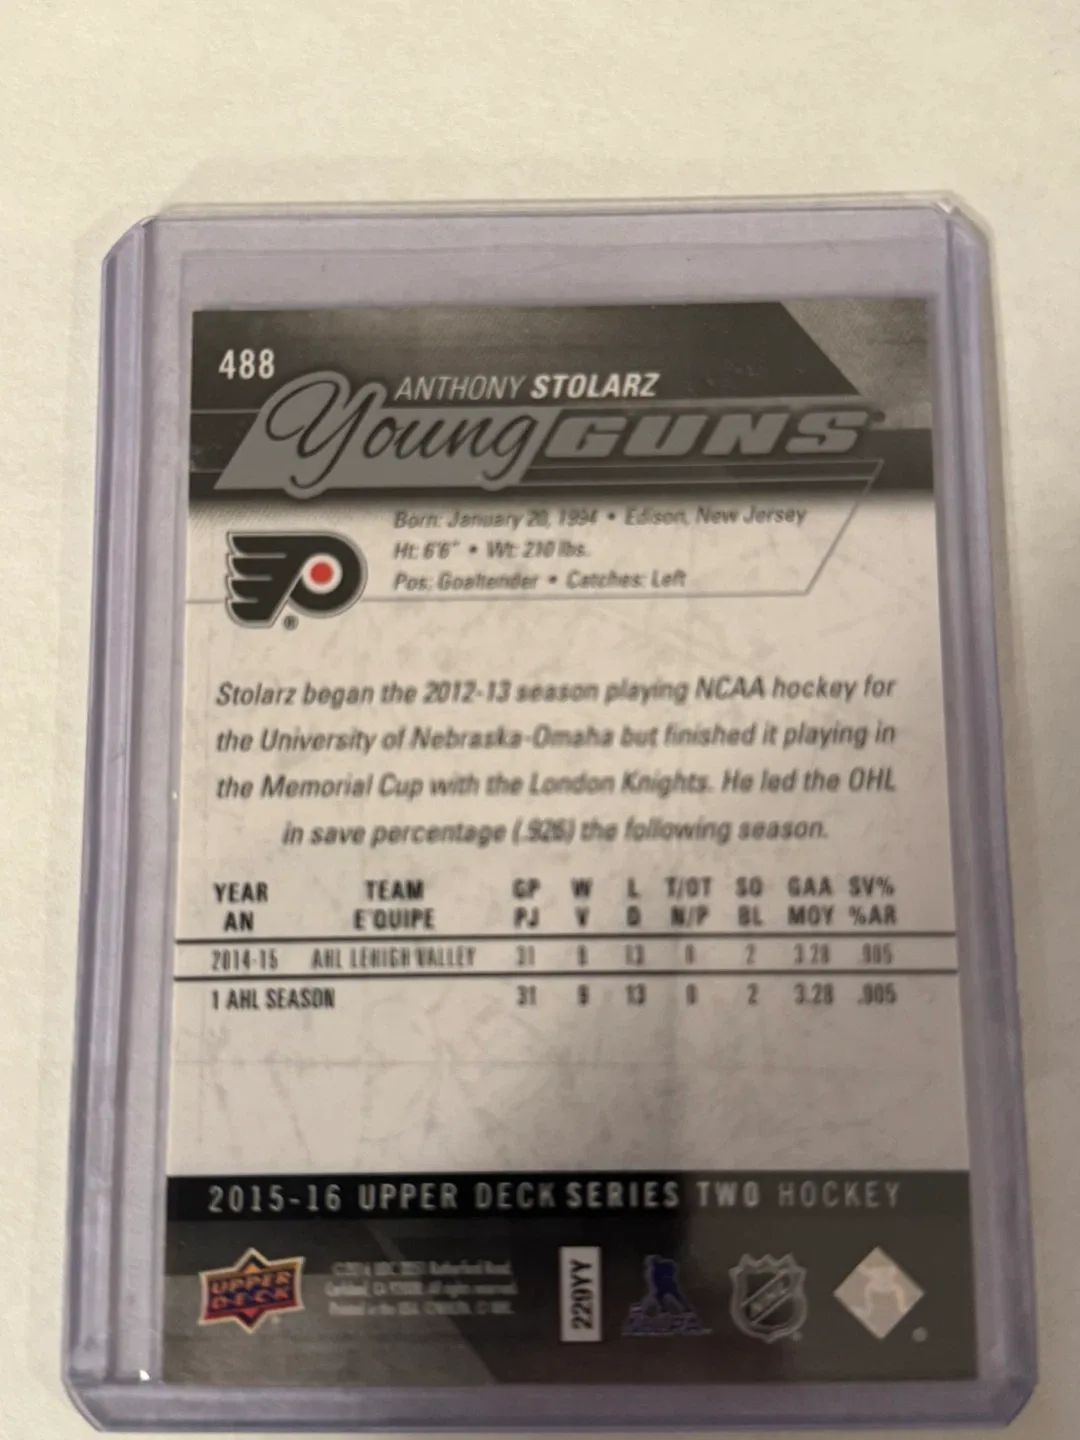 488
ANTHONY STOLARZ
Young GUNS
Born: January 20, 1994 • Edison, New Jersey
Ht: 6'6" • Wt: 210 lbs.
Pos: Goaltender • Catches: Left
Stolarz began the 2012-13 season playing NCAA hockey for
the University of Nebraska-Omaha but finished it playing in
the Memorial Cup with the London Knights. He led the OHL
in save percentage (.926) the following season.
YEAR TEAM GP W L T/OT SO GAA SV%
AN ÉQUIPE PJ V D N/P BL MOY %AR
2014-15 AHL LEHIGH VALLEY 31 9 13 0 2 3.28 .905
1 AHL SEASON 31 9 13 0 2 3.28 .905
2015-16 UPPER DECK SERIES TWO HOCKEY
UPPER DECK
229YY
NHL